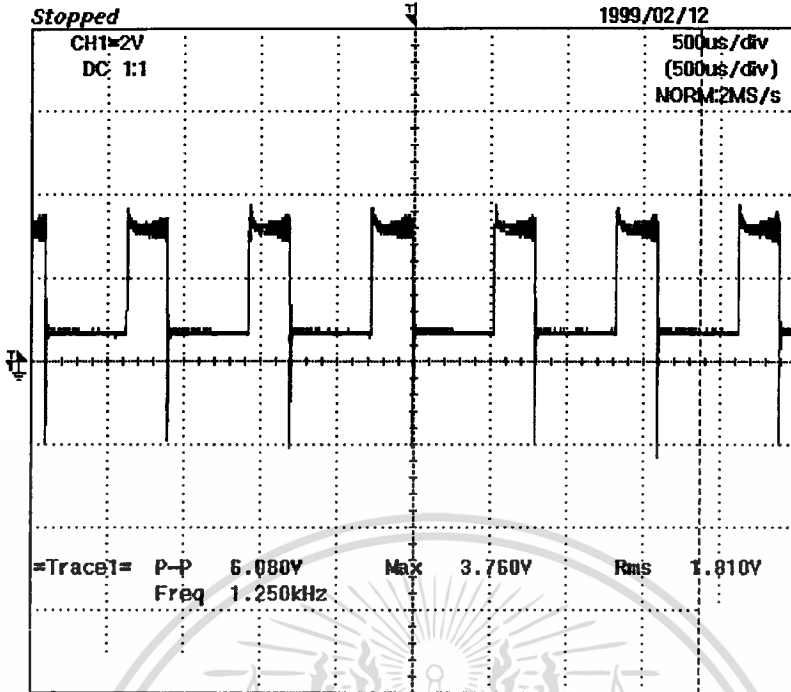 Stopped 1999/02/12
CH1=2V 500us/div
DC 1:1 (500us/div)
NORM:2MS/s
=Trace1= P-P 6.080V Max 3.760V Rms 1.810V
Freq 1.250kHz